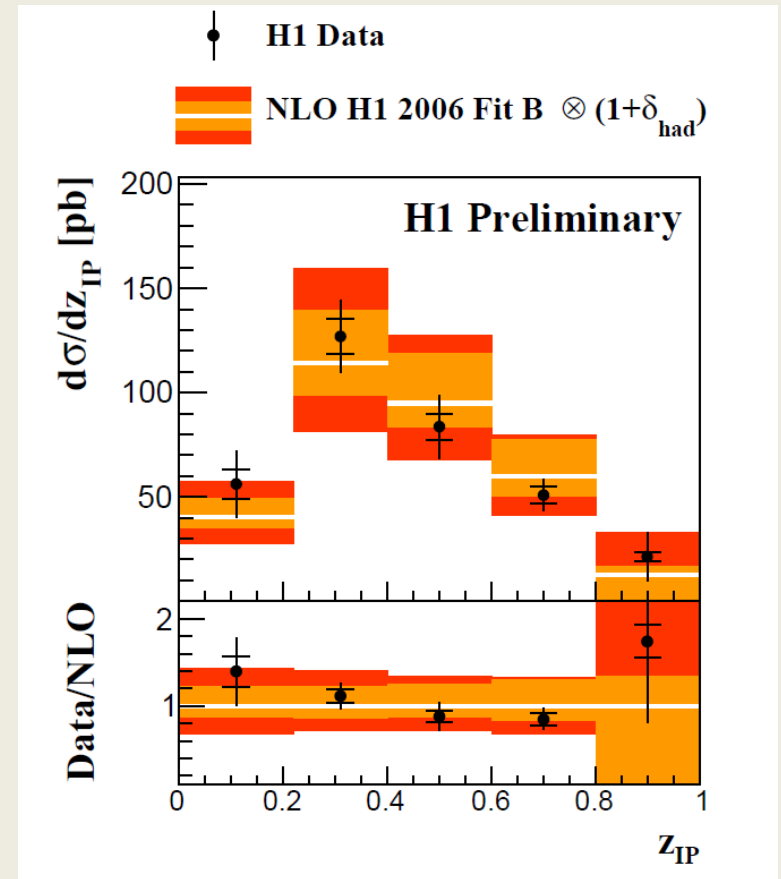 H1 Data
NLO H1 2006 Fit B ⊗ (1+δhad)
H1 Preliminary
dσ/dzIP [pb]
200
150
100
50
Data/NLO
2
1
0 0.2 0.4 0.6 0.8 1
zIP